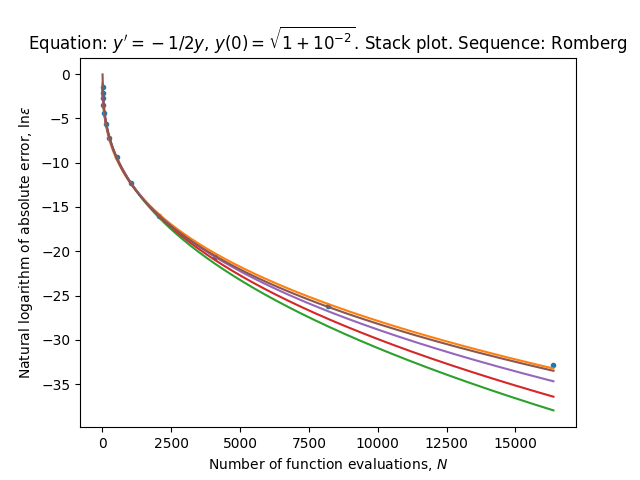 Equation: y′ = −1/2y, y(0) = √1 + 10⁻². Stack plot. Sequence: Romberg
Natural logarithm of absolute error, lnε
0
−5
−10
−15
−20
−25
−30
−35
0 2500 5000 7500 10000 12500 15000
Number of function evaluations, N